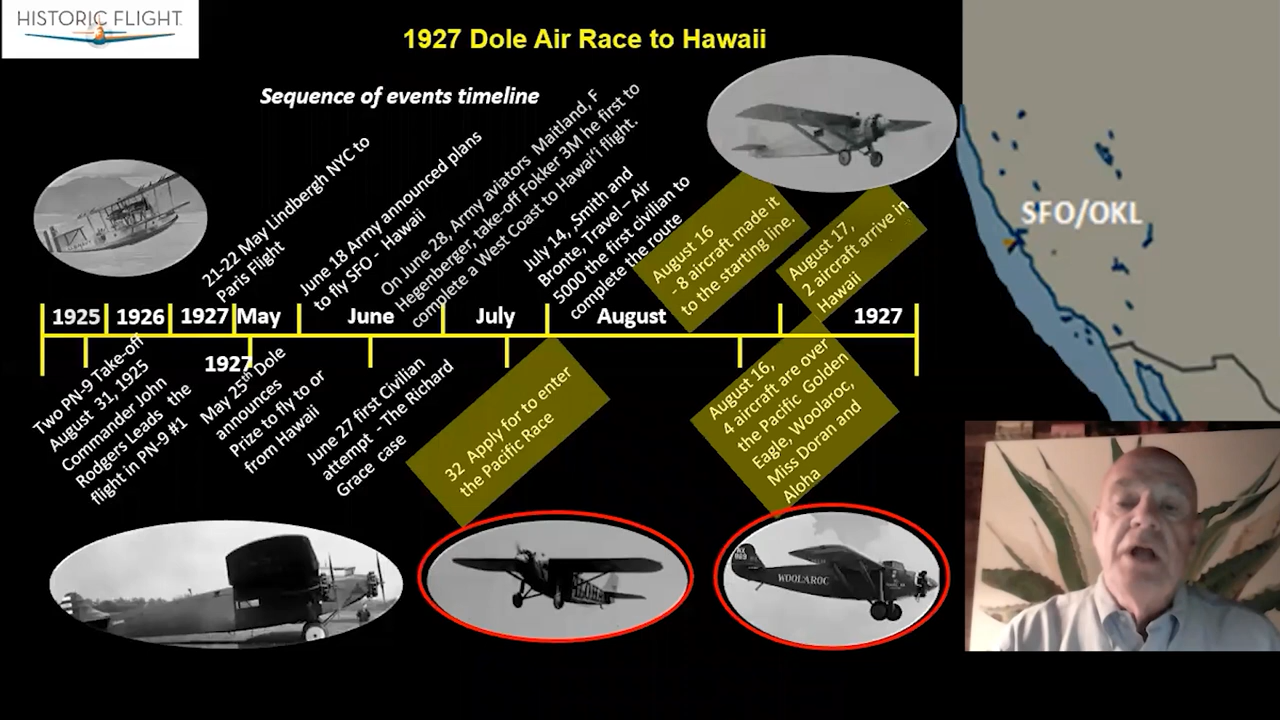 HISTORIC FLIGHT
1927 Dole Air Race to Hawaii
Sequence of events timeline
21-22 May Lindbergh NYC to
Paris Flight
June 18 Army announced plans
to fly SFO - Hawaii
On June 28, Army aviators Maitland, F
Hegenberger, take-off Fokker 3M he first to
complete a West Coast to Hawai'i flight.
July 14, Smith and
Bronte, Travel – Air
5000 the first civilian to
complete the route
August 16
- 8 aircraft made it
to the starting line.
August 17,
2 aircraft arrive in
Hawaii
SFO/OKL
1925
1926
1927
May
June
July
August
1927
1927
Two PN-9 Take-off
August 31, 1925
Commander John
Rodgers Leads the
flight in PN-9 #1
May 25th Dole
announces
Prize to fly to or
from Hawaii
June 27 first Civilian
attempt - The Richard
Grace case
32 Apply for to enter
the Pacific Race
August 16,
4 aircraft are over
the Pacific Golden
Eagle, Woolaroc,
Miss Doran and
Aloha
WOOLAROC